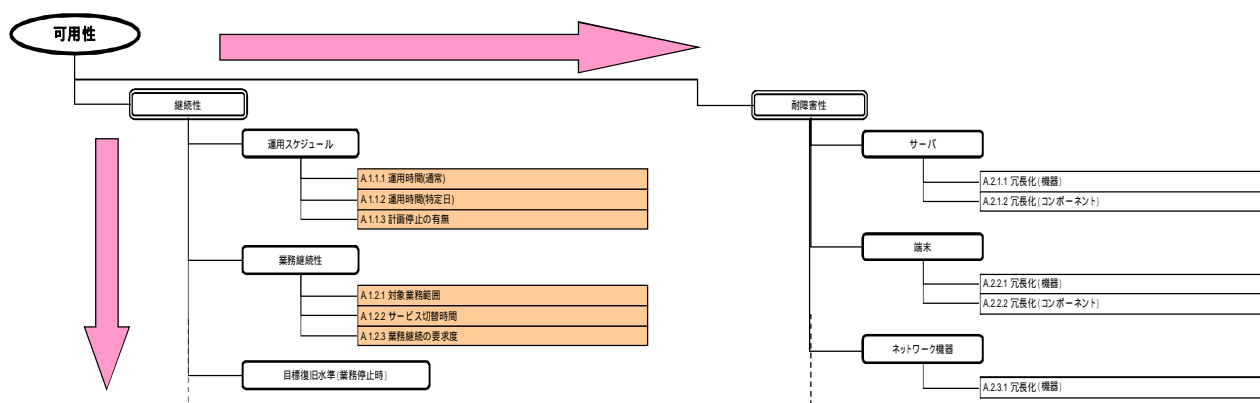 可用性
継続性
運用スケジュール
A.1.1.1 運用時間(通常)
A.1.1.2 運用時間(特定日)
A.1.1.3 計画停止の有無
業務継続性
A.1.2.1 対象業務範囲
A.1.2.2 サービス切替時間
A.1.2.3 業務継続の要求度
目標復旧水準(業務停止時)
耐障害性
サーバ
A.2.1.1 冗長化(機器)
A.2.1.2 冗長化(コンポーネント)
端末
A.2.2.1 冗長化(機器)
A.2.2.2 冗長化(コンポーネント)
ネットワーク機器
A.2.3.1 冗長化(機器)